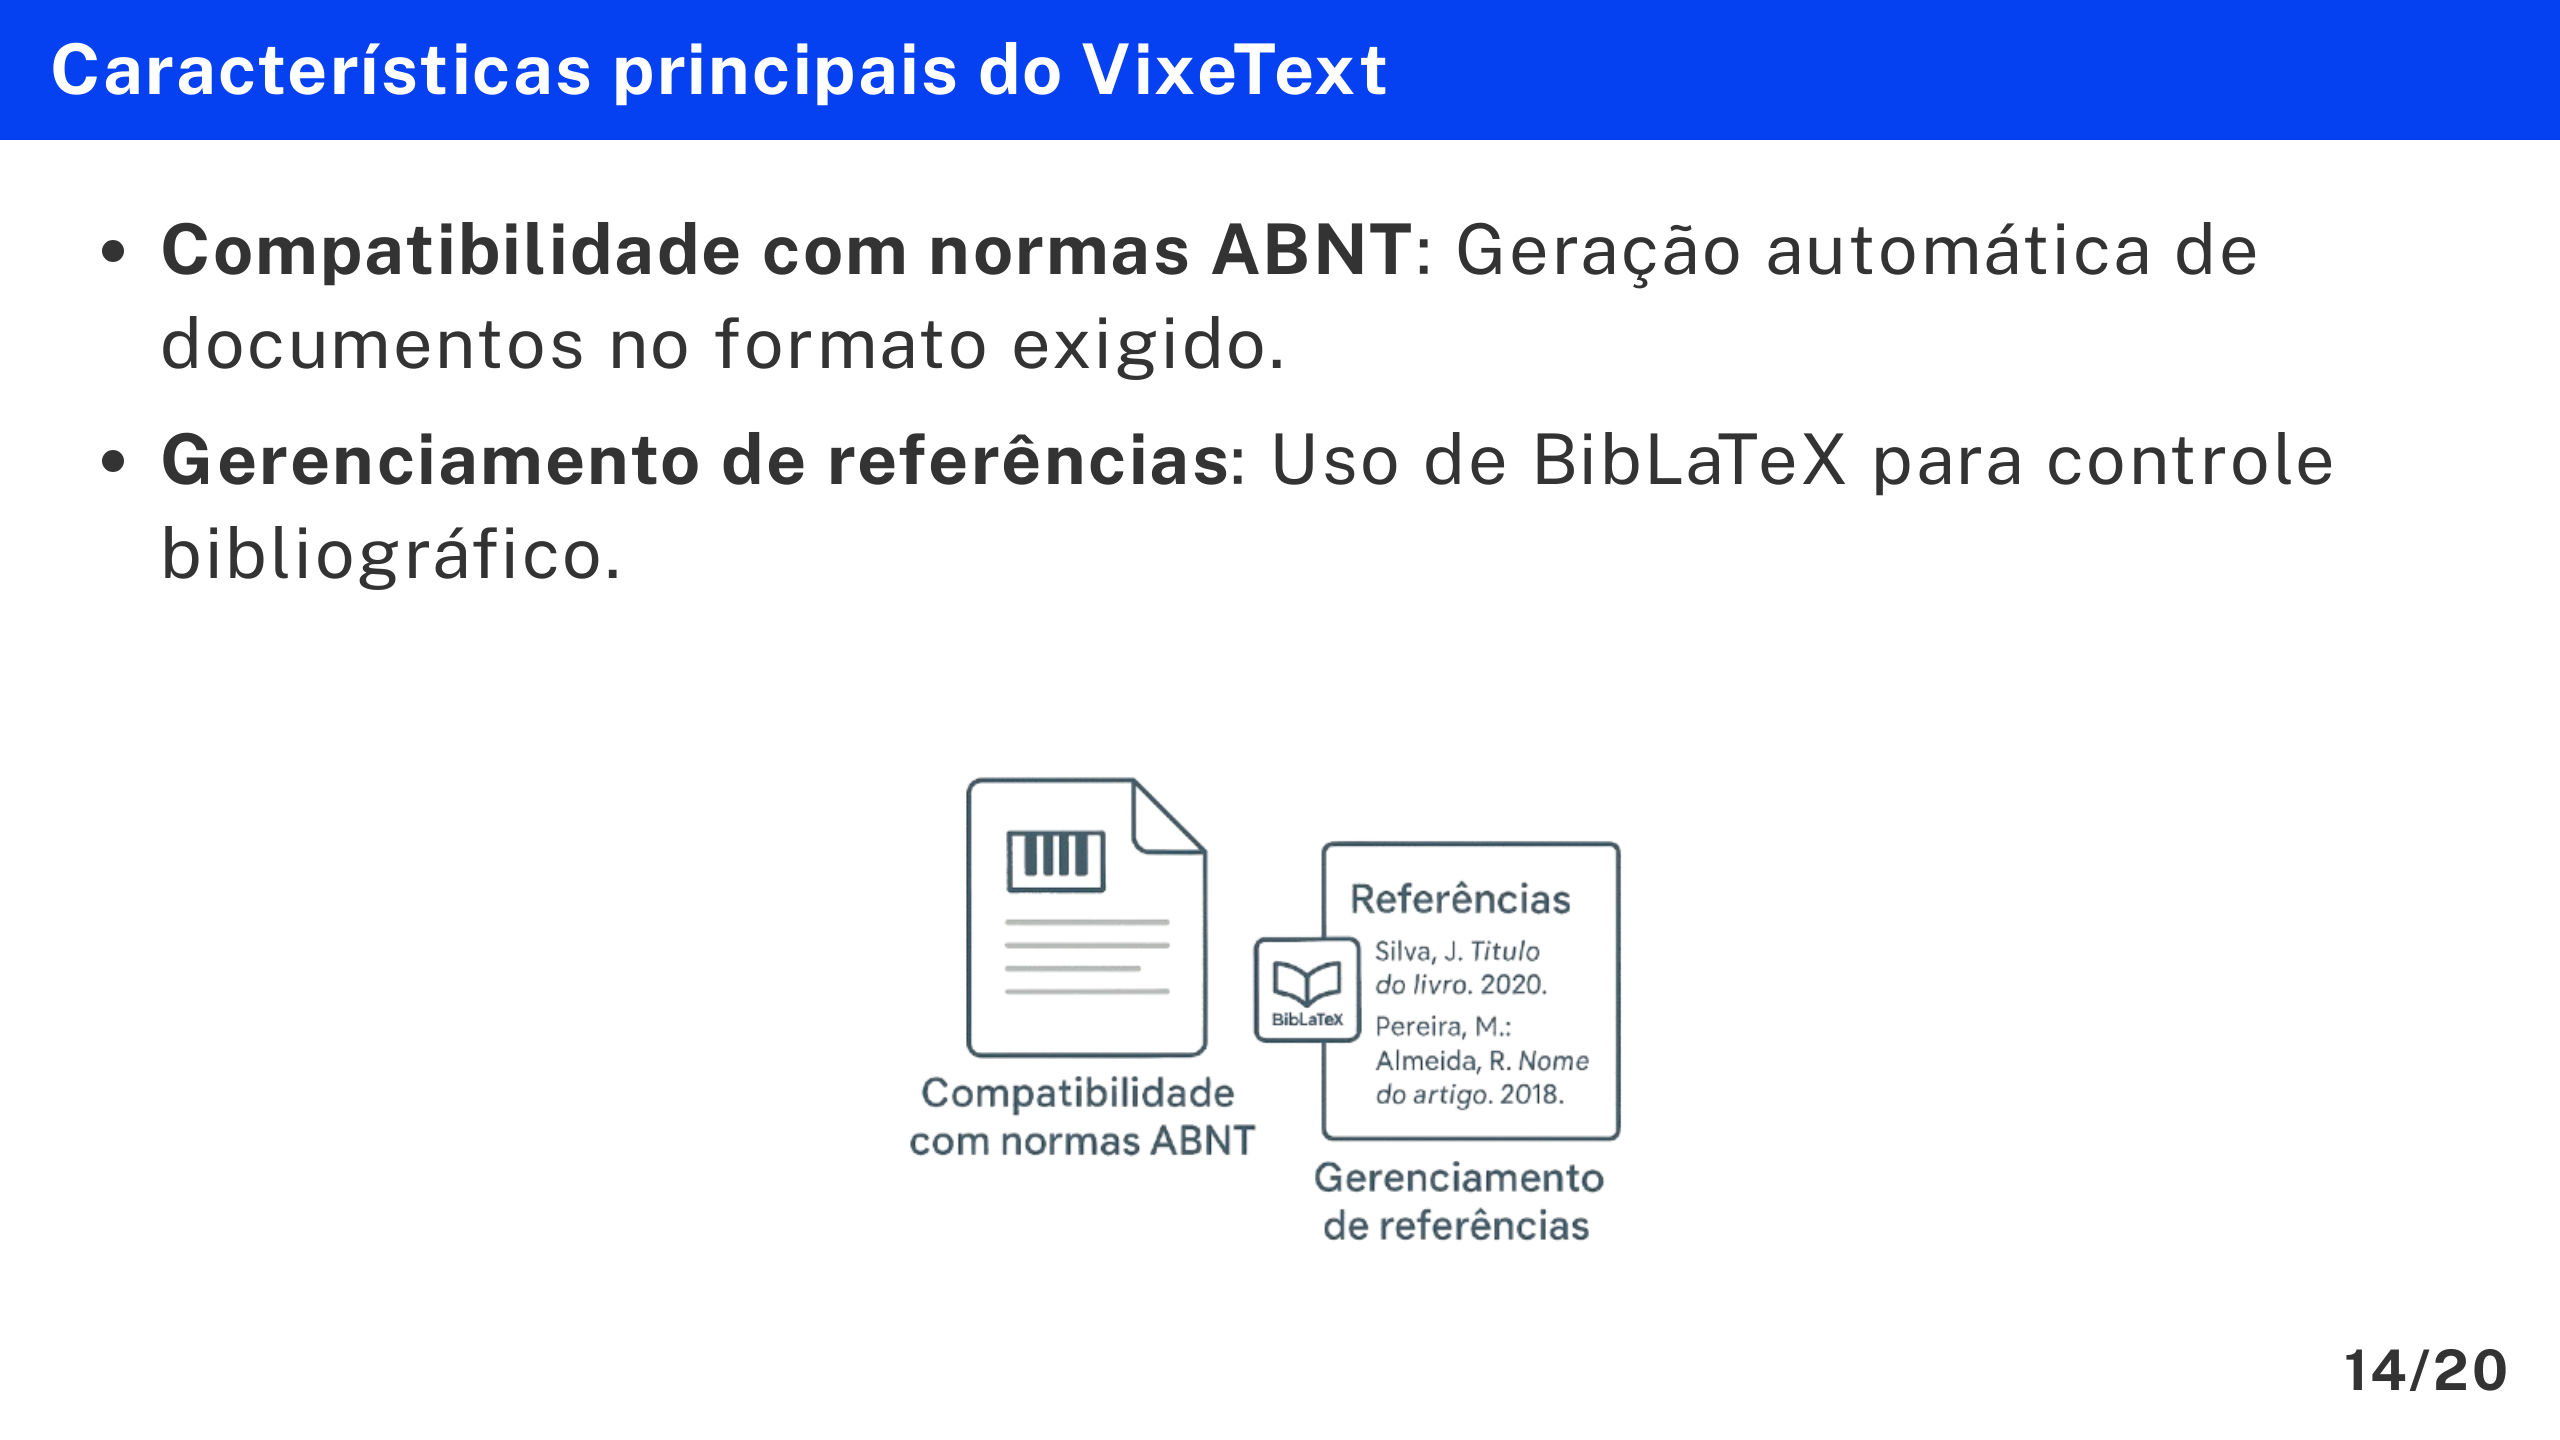 Características principais do VixeText
• Compatibilidade com normas ABNT: Geração automática de
documentos no formato exigido.
• Gerenciamento de referências: Uso de BibLaTeX para controle
bibliográfico.
Compatibilidade
com normas ABNT
Referências
Silva, J. Titulo
do livro. 2020.
Pereira, M.:
Almeida, R. Nome
do artigo. 2018.
BibLaTeX
Gerenciamento
de referências
14/20